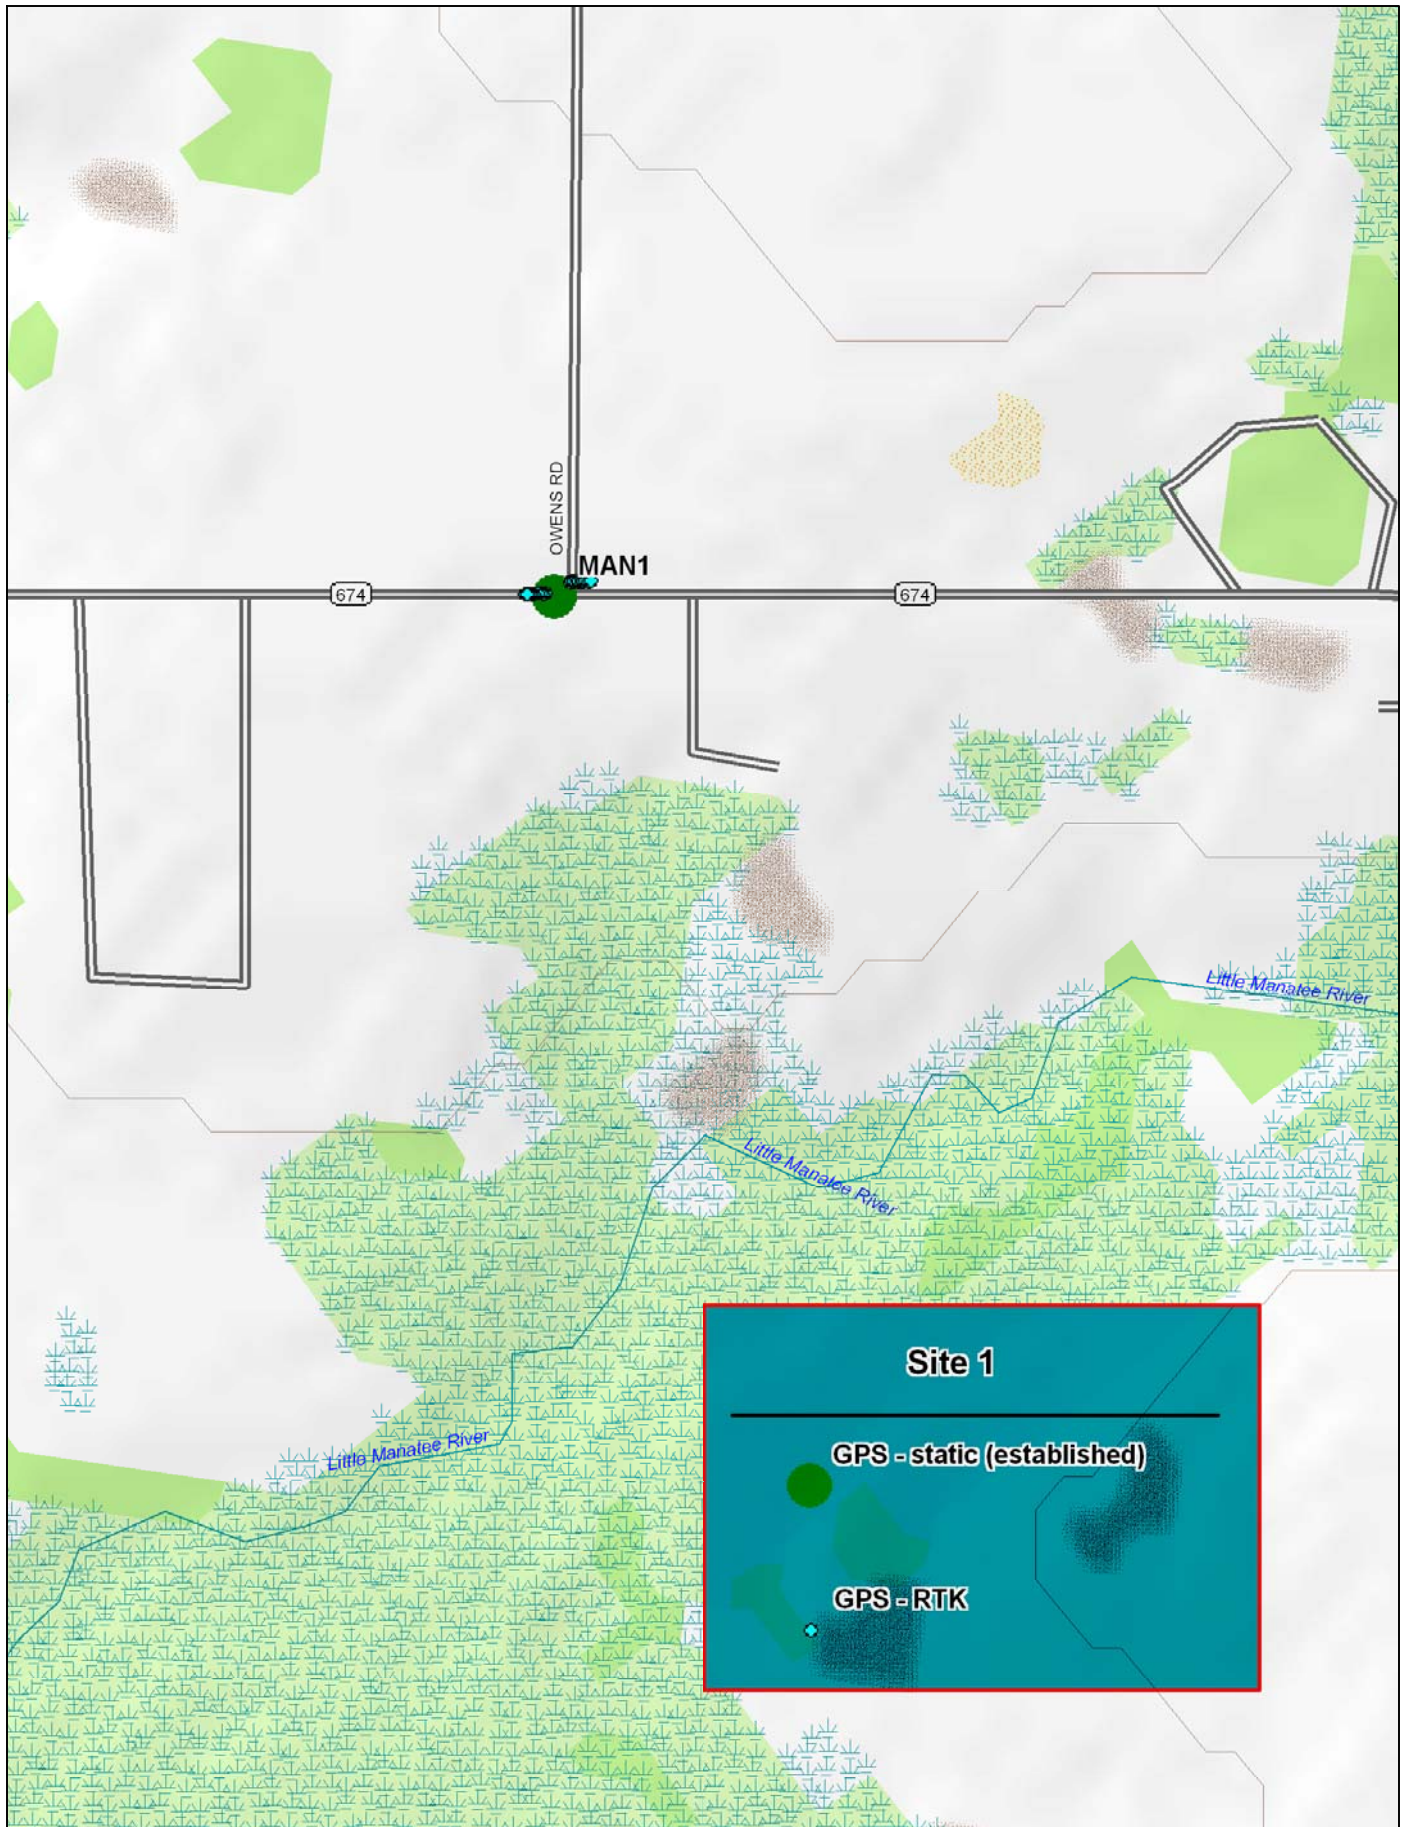 OWENS RD
MAN1
674
674
Little Manatee River
Little Manatee River
Little Manatee River
Site 1
GPS - static (established)
GPS - RTK